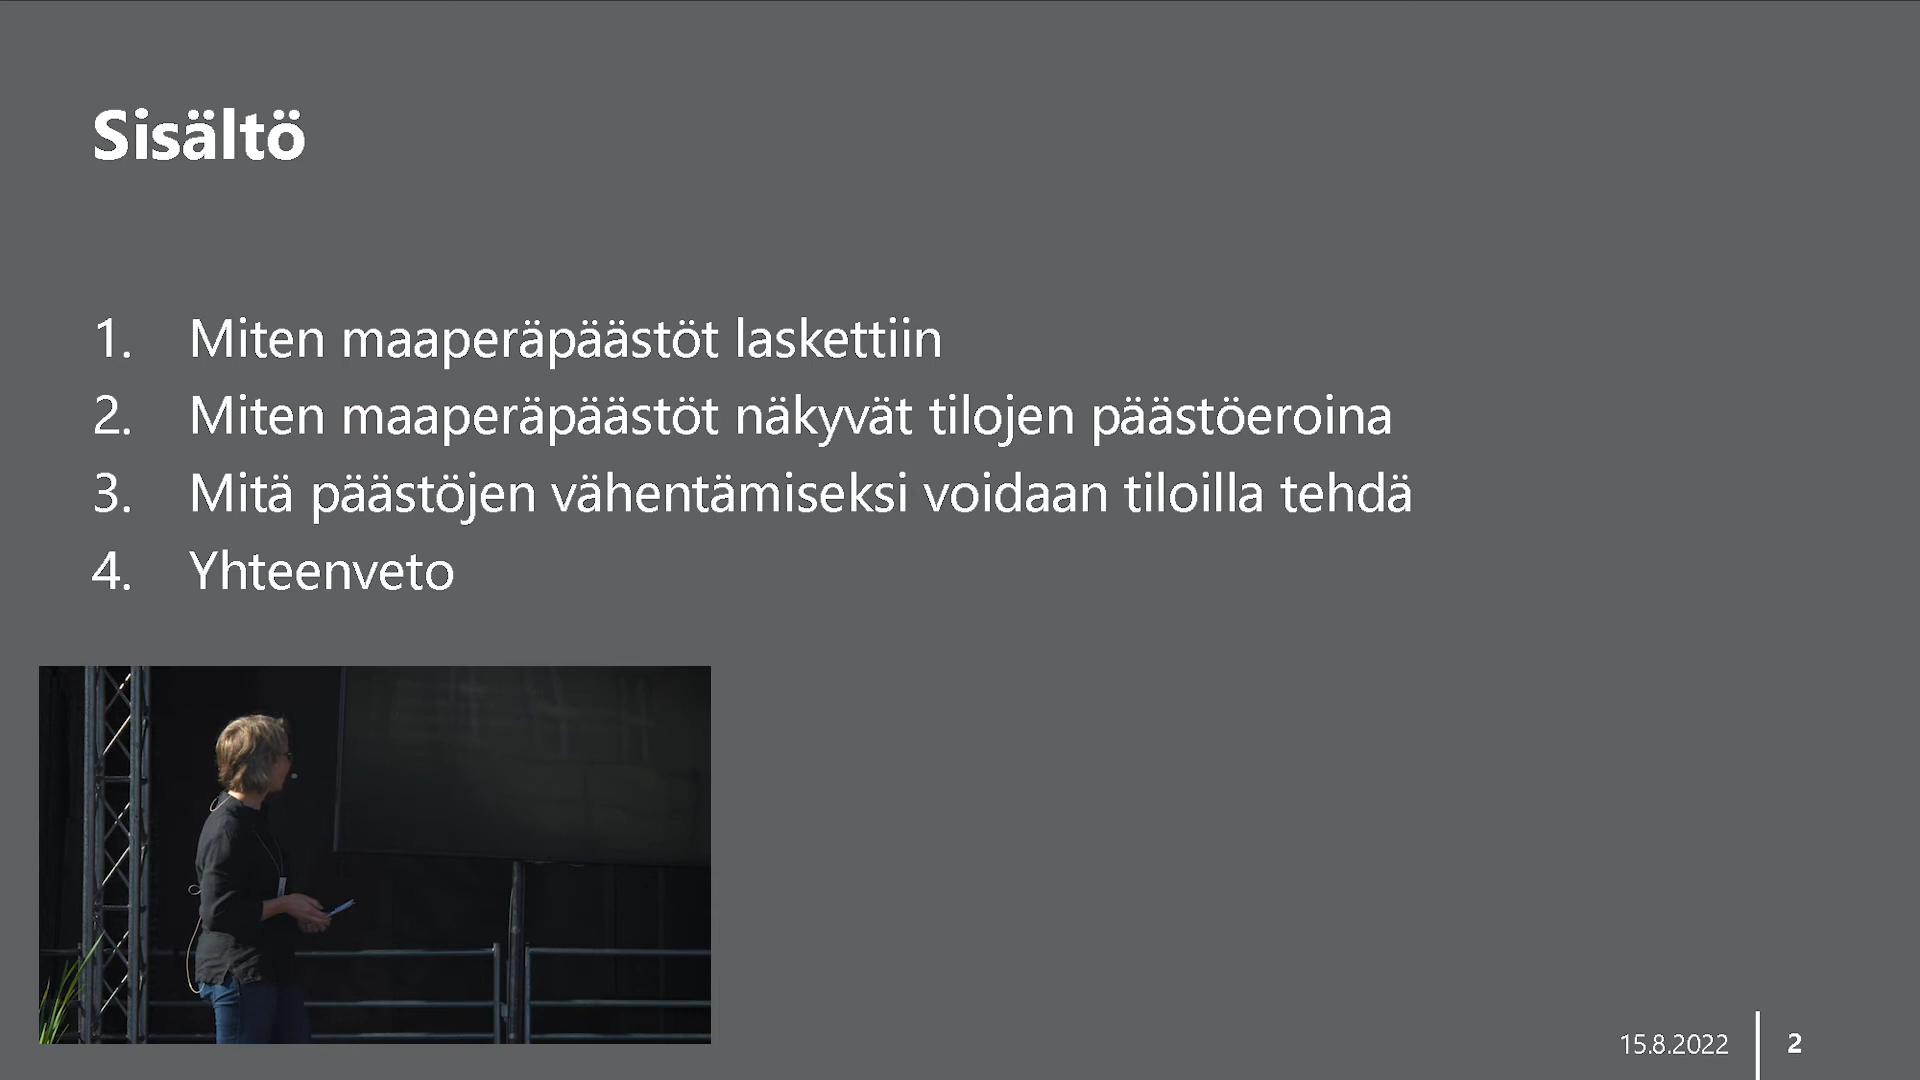 Sisältö
1. Miten maaperäpäästöt laskettiin
2. Miten maaperäpäästöt näkyvät tilojen päästöeroina
3. Mitä päästöjen vähentämiseksi voidaan tiloilla tehdä
4. Yhteenveto
15.8.2022
2